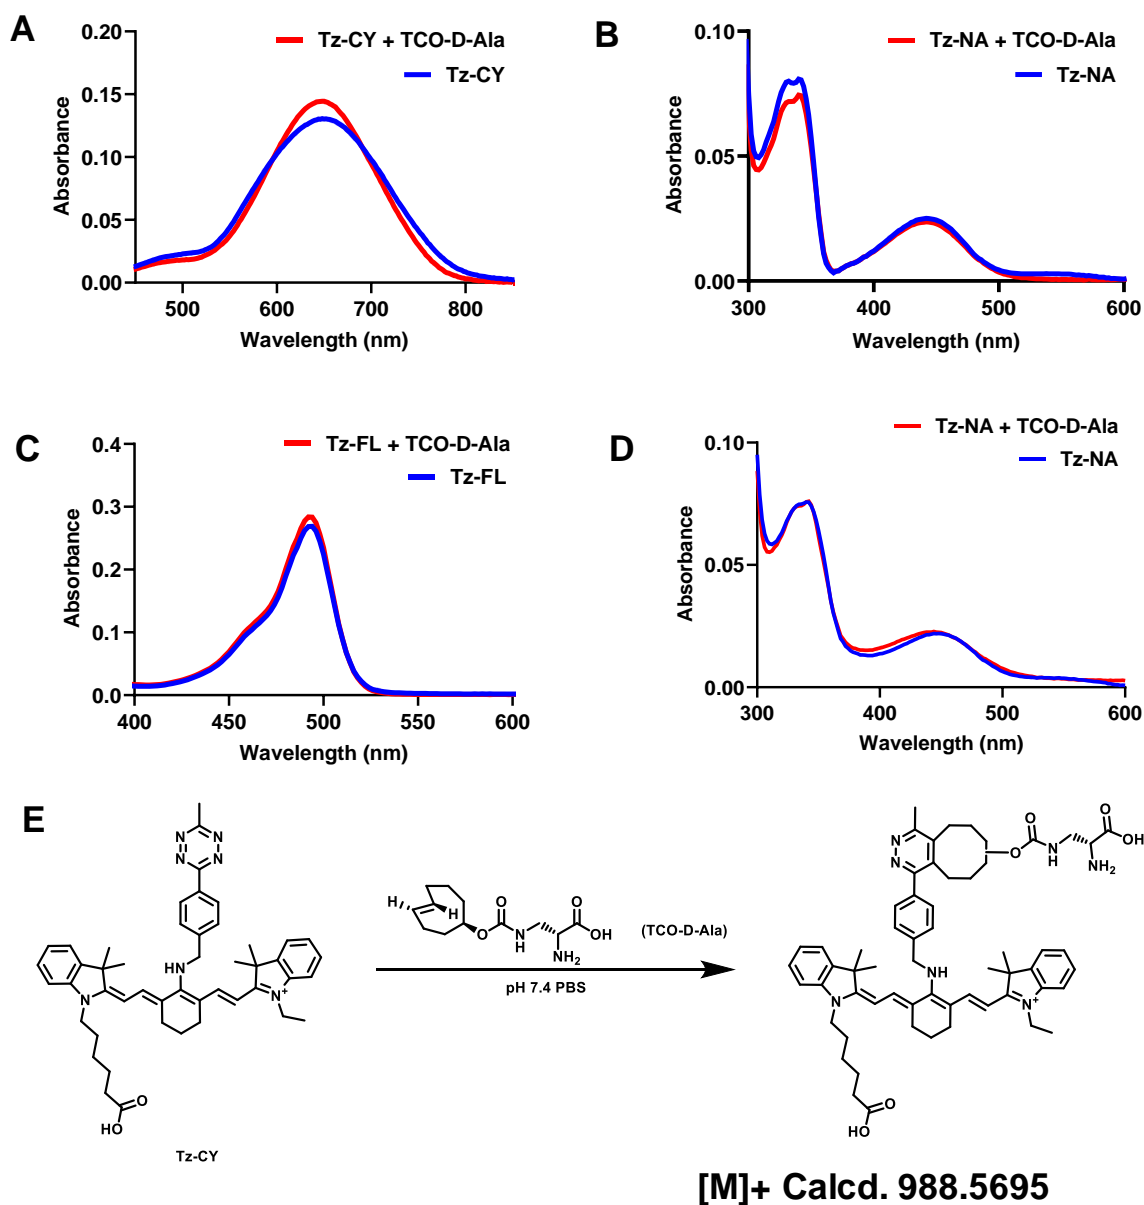 A
Tz-CY + TCO-D-Ala
Tz-CY
Absorbance
0.20
0.15
0.10
0.05
0.00
500 600 700 800
Wavelength (nm)
B
Tz-NA + TCO-D-Ala
Tz-NA
Absorbance
0.10
0.05
0.00
300 400 500 600
Wavelength (nm)
C
Tz-FL + TCO-D-Ala
Tz-FL
Absorbance
0.4
0.3
0.2
0.1
0.0
400 450 500 550 600
Wavelength (nm)
D
Tz-NA + TCO-D-Ala
Tz-NA
Absorbance
0.10
0.05
0.00
300 400 500 600
Wavelength (nm)
E
N N
N N
HN
N
N+
O
HO
Tz-CY
H
H
O
O
N
H
O
OH
NH2
(TCO-D-Ala)
pH 7.4 PBS
N
N
O
O
N
H
O
OH
NH2
NH
N
N+
O
HO
[M]+ Calcd. 988.5695